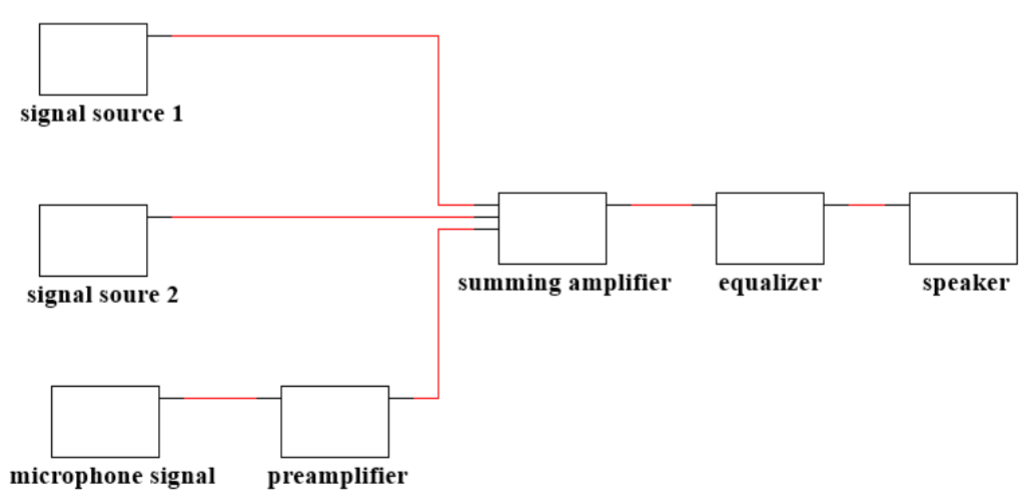 signal source 1
signal soure 2
summing amplifier
equalizer
speaker
microphone signal
preamplifier